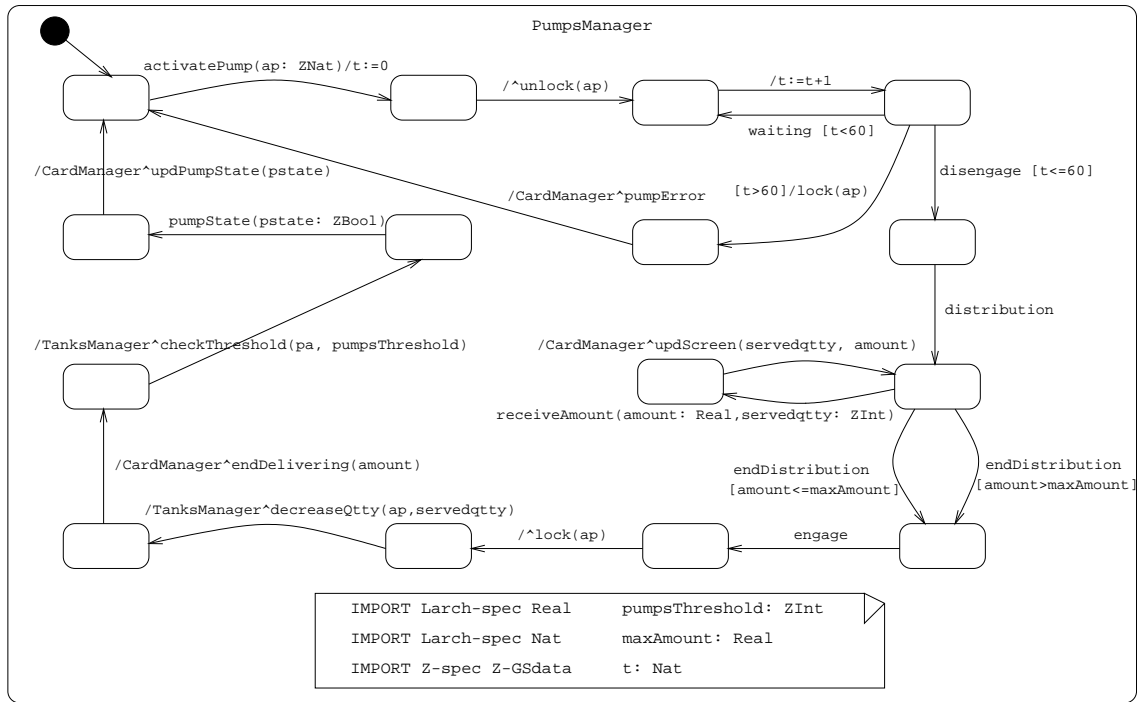 PumpsManager
activatePump(ap: ZNat)/t:=0
/^unlock(ap)
/t:=t+1
waiting [t<60]
/CardManager^updPumpState(pstate)
/CardManager^pumpError
[t>60]/lock(ap)
disengage [t<=60]
pumpState(pstate: ZBool)
distribution
/TanksManager^checkThreshold(pa, pumpsThreshold)
/CardManager^updScreen(servedqtty, amount)
receiveAmount(amount: Real,servedqtty: ZInt)
/CardManager^endDelivering(amount)
endDistribution
[amount<=maxAmount]
endDistribution
[amount>maxAmount]
/TanksManager^decreaseQtty(ap,servedqtty)
/^lock(ap)
engage
IMPORT Larch-spec Real pumpsThreshold: ZInt
IMPORT Larch-spec Nat maxAmount: Real
IMPORT Z-spec Z-GSdata t: Nat